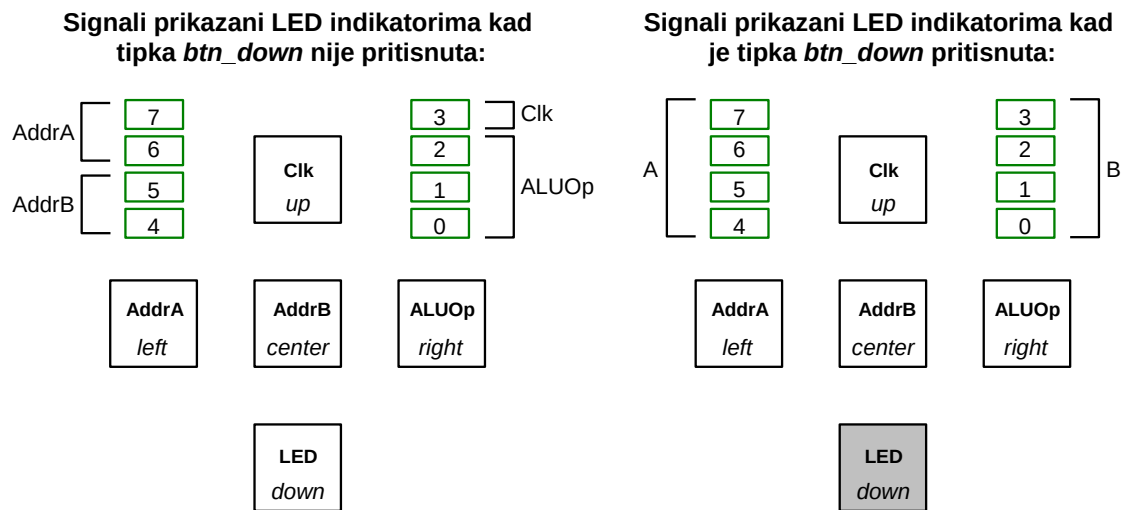 Signali prikazani LED indikatorima kad
tipka btn_down nije pritisnuta:
AddrA
AddrB
7
6
5
4
Clk
up
3
2
1
0
Clk
ALUOp
AddrA
left
AddrB
center
ALUOp
right
LED
down
Signali prikazani LED indikatorima kad
je tipka btn_down pritisnuta:
A
7
6
5
4
Clk
up
3
2
1
0
B
AddrA
left
AddrB
center
ALUOp
right
LED
down